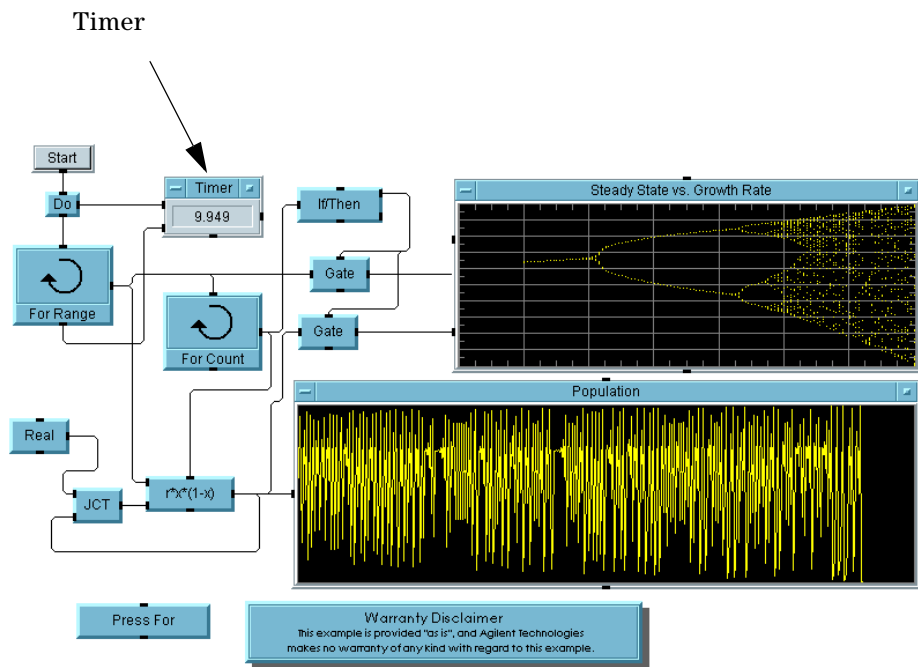 Timer
Start
Do
Timer
9.949
If/Then
Steady State vs. Growth Rate
For Range
Gate
For Count
Gate
Population
Real
JCT
r*x*(1-x)
Press For
Warranty Disclaimer
This example is provided "as is", and Agilent Technologies
makes no warranty of any kind with regard to this example.